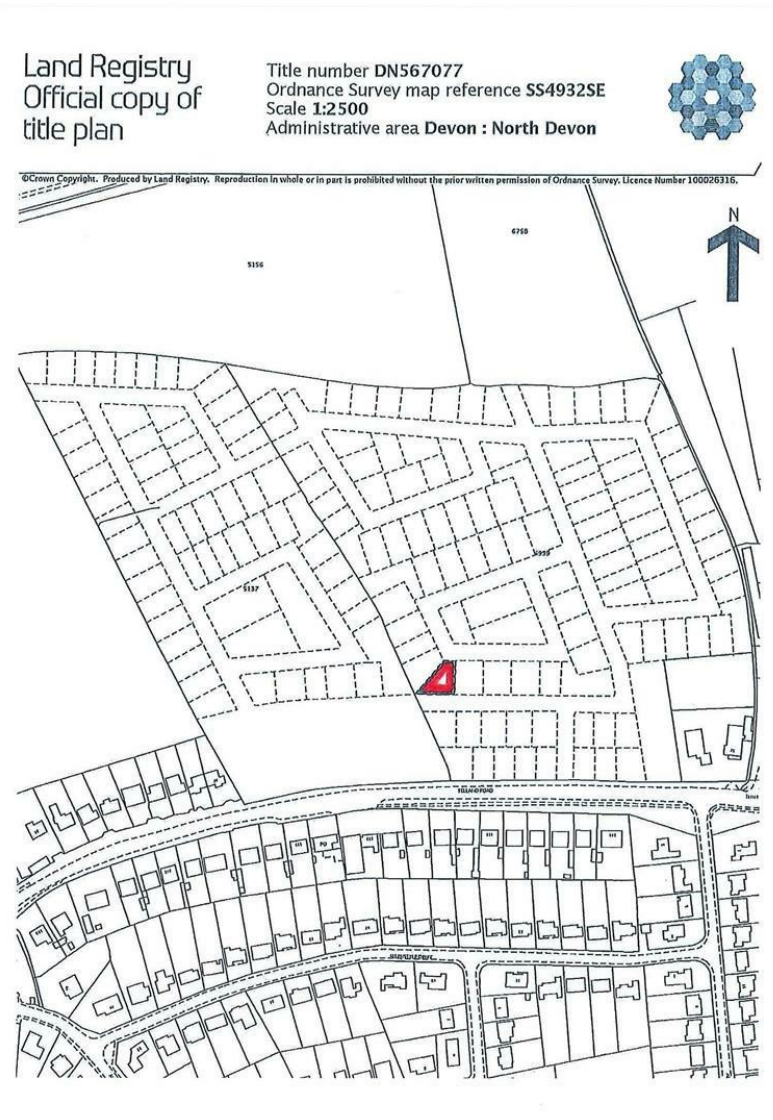 Land Registry
Official copy of
title plan
Title number DN567077
Ordnance Survey map reference SS4932SE
Scale 1:2500
Administrative area Devon : North Devon
©Crown Copyright. Produced by Land Registry. Reproduction in whole or in part is prohibited without the prior written permission of Ordnance Survey. Licence Number 100026316.
N
6750
5156
5137